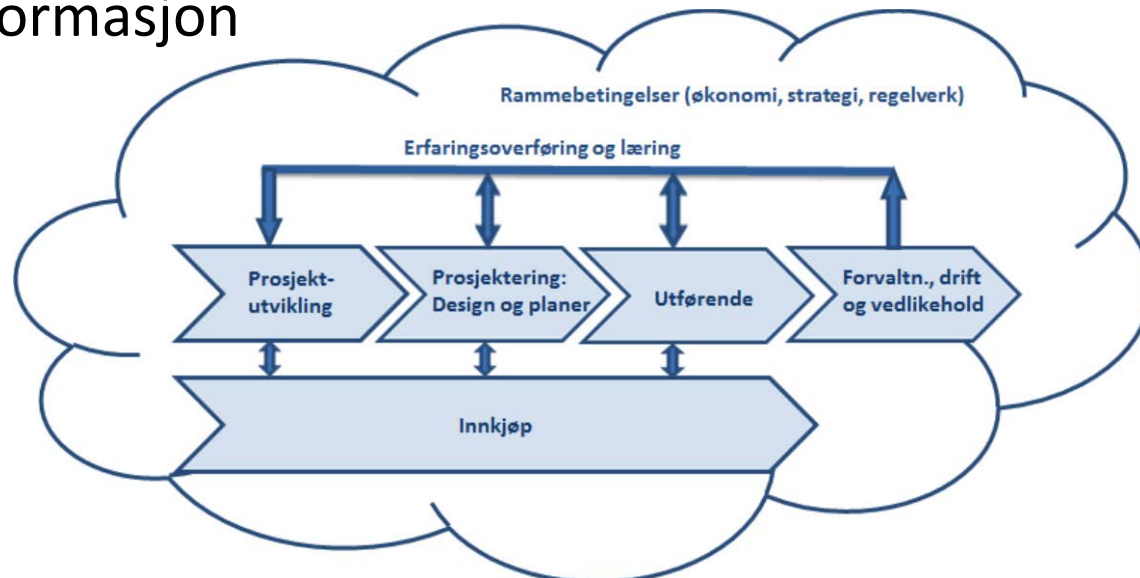 ormasjon
Rammebetingelser (økonomi, strategi, regelverk)
Erfaringsoverføring og læring
Prosjekt-
utvikling
Prosjektering:
Design og planer
Utførende
Forvaltn., drift
og vedlikehold
Innkjøp